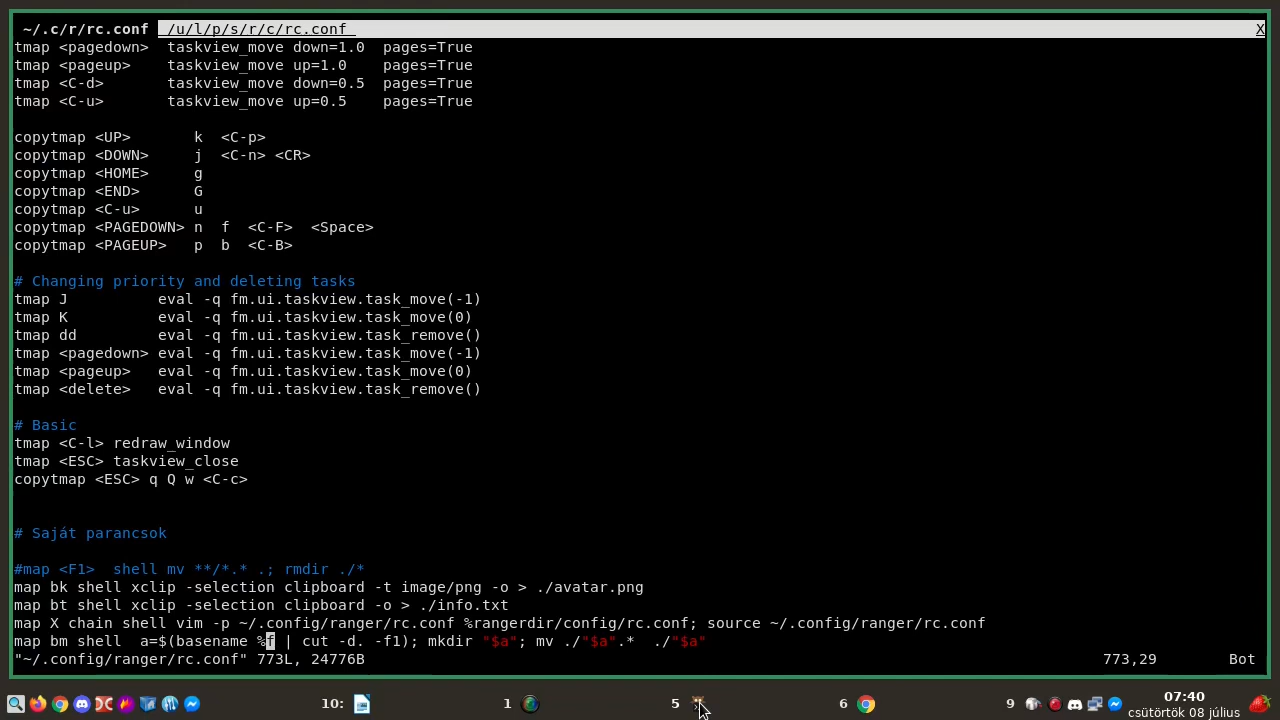 ~/.c/r/rc.conf  /u/l/p/s/r/c/rc.conf X
tmap <pagedown>  taskview_move down=1.0  pages=True
tmap <pageup>    taskview_move up=1.0    pages=True
tmap <C-d>       taskview_move down=0.5  pages=True
tmap <C-u>       taskview_move up=0.5    pages=True
copytmap <UP>       k  <C-p>
copytmap <DOWN>     j  <C-n> <CR>
copytmap <HOME>     g
copytmap <END>      G
copytmap <C-u>      u
copytmap <PAGEDOWN> n  f  <C-F>  <Space>
copytmap <PAGEUP>   p  b  <C-B>
# Changing priority and deleting tasks
tmap J          eval -q fm.ui.taskview.task_move(-1)
tmap K          eval -q fm.ui.taskview.task_move(0)
tmap dd         eval -q fm.ui.taskview.task_remove()
tmap <pagedown> eval -q fm.ui.taskview.task_move(-1)
tmap <pageup>   eval -q fm.ui.taskview.task_move(0)
tmap <delete>   eval -q fm.ui.taskview.task_remove()
# Basic
tmap <C-l> redraw_window
tmap <ESC> taskview_close
copytmap <ESC> q Q w <C-c>
# Saját parancsok
#map <F1>  shell mv **/*.* .; rmdir ./*
map bk shell xclip -selection clipboard -t image/png -o > ./avatar.png
map bt shell xclip -selection clipboard -o > ./info.txt
map X chain shell vim -p ~/.config/ranger/rc.conf %rangerdir/config/rc.conf; source ~/.config/ranger/rc.conf
map bm shell  a=$(basename %f | cut -d. -f1); mkdir "$a"; mv ./"$a".*  ./"$a"
"~/.config/ranger/rc.conf" 773L, 24776B 773,29 Bot
10: 1 5 6 9 07:40
csütörtök 08 július